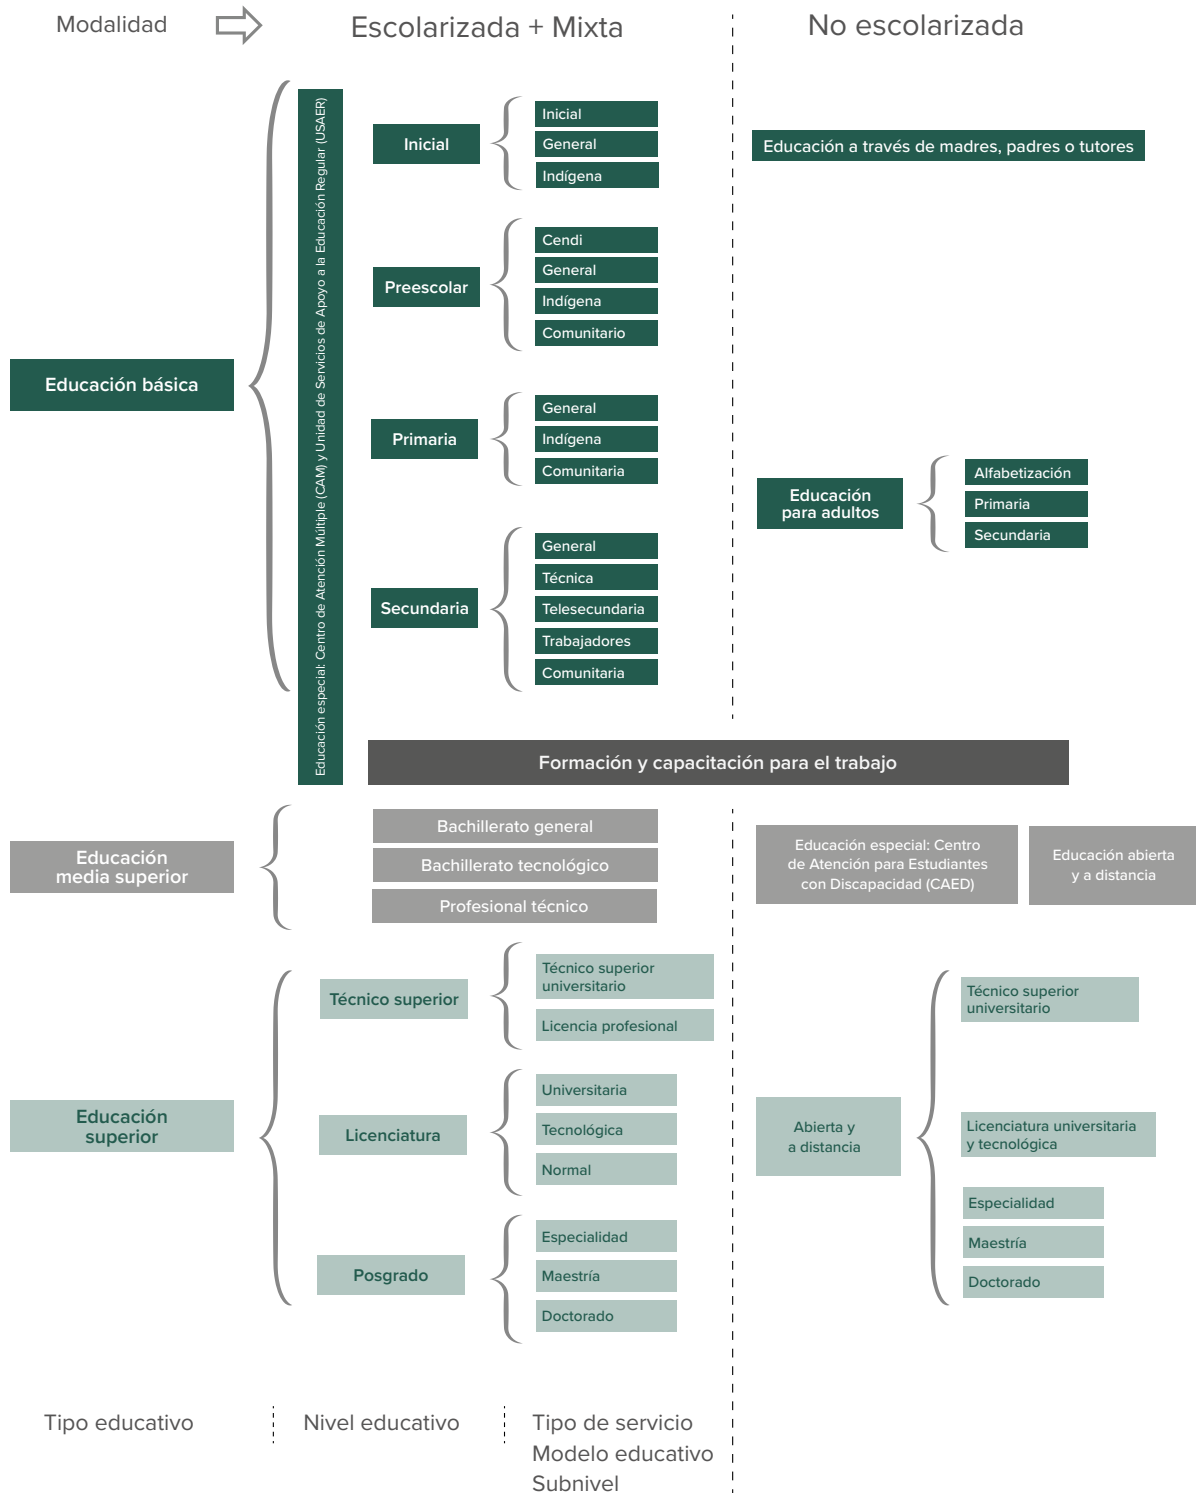 Modalidad
Escolarizada + Mixta
No escolarizada
Educación básica
Educación especial: Centro de Atención Múltiple (CAM) y Unidad de Servicios de Apoyo a la Educación Regular (USAER)
Inicial
Inicial
General
Indígena
Educación a través de madres, padres o tutores
Preescolar
Cendi
General
Indígena
Comunitario
Primaria
General
Indígena
Comunitaria
Educación
para adultos
Alfabetización
Primaria
Secundaria
Secundaria
General
Técnica
Telesecundaria
Trabajadores
Comunitaria
Formación y capacitación para el trabajo
Educación
media superior
Bachillerato general
Bachillerato tecnológico
Profesional técnico
Educación especial: Centro
de Atención para Estudiantes
con Discapacidad (CAED)
Educación abierta
y a distancia
Educación
superior
Técnico superior
Técnico superior
universitario
Licencia profesional
Licenciatura
Universitaria
Tecnológica
Normal
Posgrado
Especialidad
Maestría
Doctorado
Abierta y
a distancia
Técnico superior
universitario
Licenciatura universitaria
y tecnológica
Especialidad
Maestría
Doctorado
Tipo educativo
Nivel educativo
Tipo de servicio
Modelo educativo
Subnivel